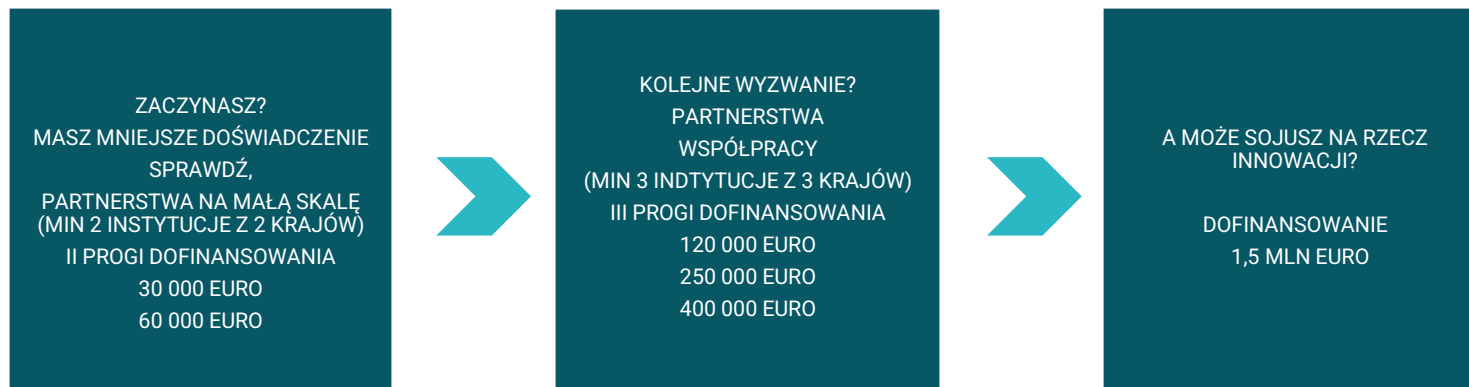 ZACZYNASZ?
MASZ MNIEJSZE DOŚWIADCZENIE
SPRAWDŹ,
PARTNERSTWA NA MAŁĄ SKALĘ
(MIN 2 INSTYTUCJE Z 2 KRAJÓW)
II PROGI DOFINANSOWANIA
30 000 EURO
60 000 EURO
KOLEJNE WYZWANIE?
PARTNERSTWA
WSPÓŁPRACY
(MIN 3 INDTYTUCJE Z 3 KRAJÓW)
III PROGI DOFINANSOWANIA
120 000 EURO
250 000 EURO
400 000 EURO
A MOŻE SOJUSZ NA RZECZ
INNOWACJI?
DOFINANSOWANIE
1,5 MLN EURO